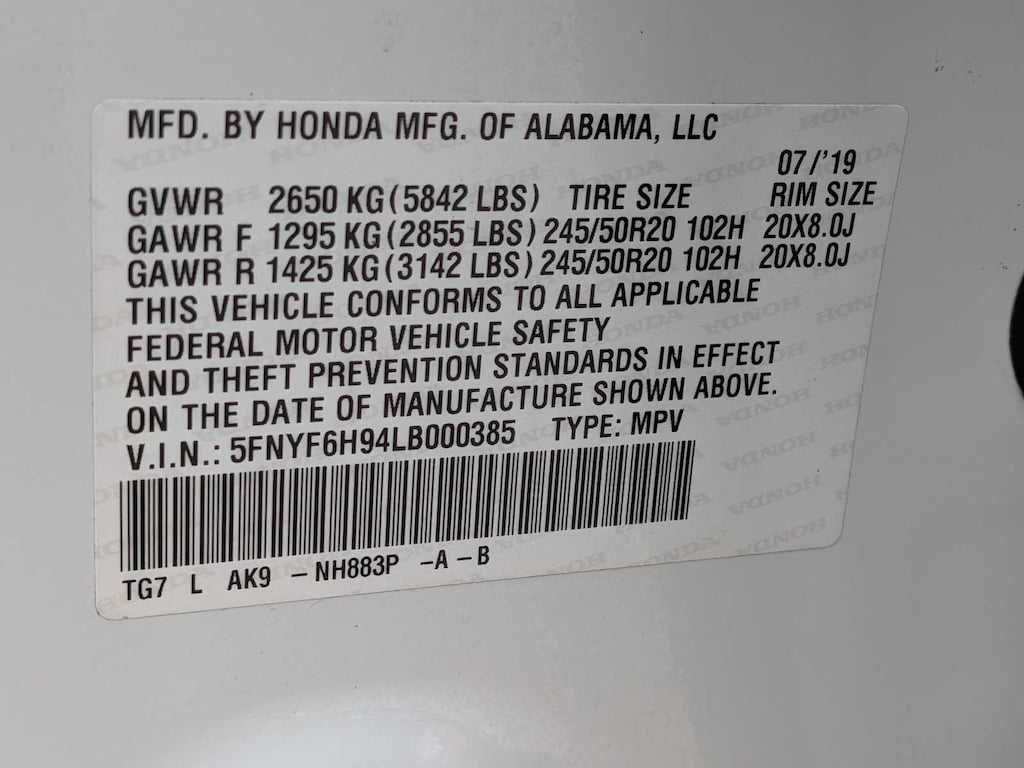 MFD. BY HONDA MFG. OF ALABAMA, LLC
07/'19
GVWR 2650 KG (5842 LBS) TIRE SIZE RIM SIZE
GAWR F 1295 KG (2855 LBS) 245/50R20 102H 20X8.0J
GAWR R 1425 KG (3142 LBS) 245/50R20 102H 20X8.0J
THIS VEHICLE CONFORMS TO ALL APPLICABLE
FEDERAL MOTOR VEHICLE SAFETY
AND THEFT PREVENTION STANDARDS IN EFFECT
ON THE DATE OF MANUFACTURE SHOWN ABOVE.
V.I.N.: 5FNYF6H94LB000385 TYPE: MPV
TG7 L AK9 -NH883P -A -B